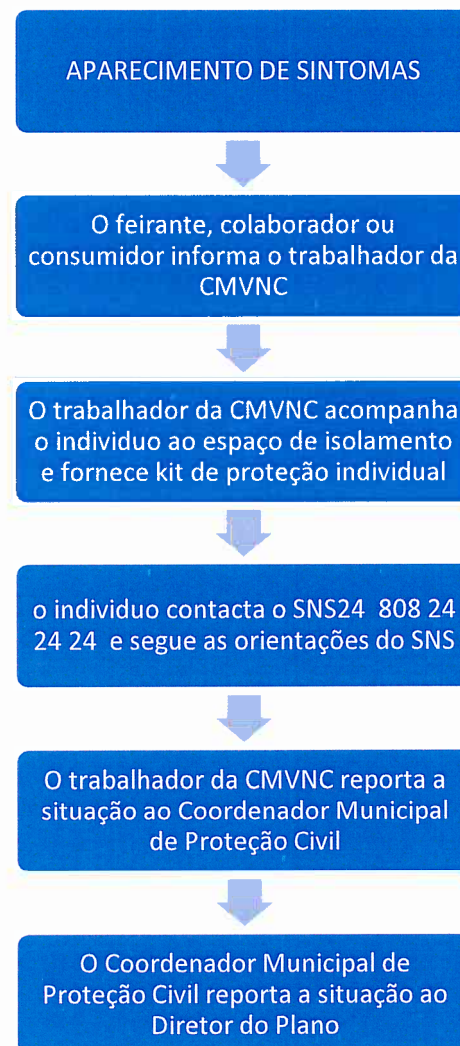 APARECIMENTO DE SINTOMAS
O feirante, colaborador ou
consumidor informa o trabalhador da
CMVNC
O trabalhador da CMVNC acompanha
o individuo ao espaço de isolamento
e fornece kit de proteção individual
o individuo contacta o SNS24 808 24
24 24 e segue as orientações do SNS
O trabalhador da CMVNC reporta a
situação ao Coordenador Municipal
de Proteção Civil
O Coordenador Municipal de
Proteção Civil reporta a situação ao
Diretor do Plano